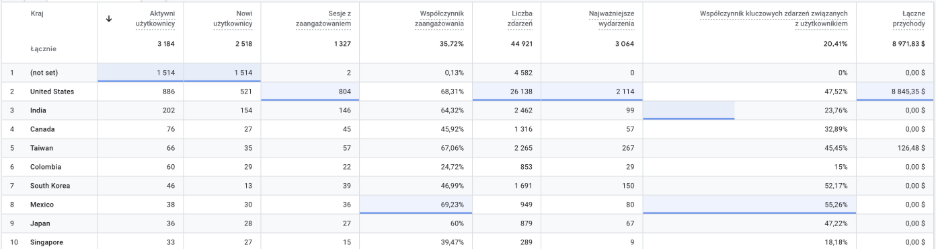 Kraj ↓ Aktywni użytkownicy Nowi użytkownicy Sesje z zaangażowaniem Współczynnik zaangażowania Liczba zdarzeń Najważniejsze wydarzenia Współczynnik kluczowych zdarzeń związanych z użytkownikiem Łączne przychody
Łącznie 3 184 2 518 1 327 35,72% 44 921 3 064 20,41% 8 971,83 $
1 (not set) 1 514 1 514 2 0,13% 4 582 0 0% 0,00 $
2 United States 886 521 804 68,31% 26 138 2 114 47,52% 8 845,35 $
3 India 202 154 146 64,32% 2 462 99 23,76% 0,00 $
4 Canada 76 27 45 45,92% 1 316 57 32,89% 0,00 $
5 Taiwan 66 35 57 67,06% 2 265 267 45,45% 126,48 $
6 Colombia 60 29 22 24,72% 853 29 15% 0,00 $
7 South Korea 46 13 39 46,99% 1 691 150 52,17% 0,00 $
8 Mexico 38 30 36 69,23% 949 80 55,26% 0,00 $
9 Japan 36 28 27 60% 879 67 47,22% 0,00 $
10 Singapore 33 27 15 39,47% 289 9 18,18% 0,00 $